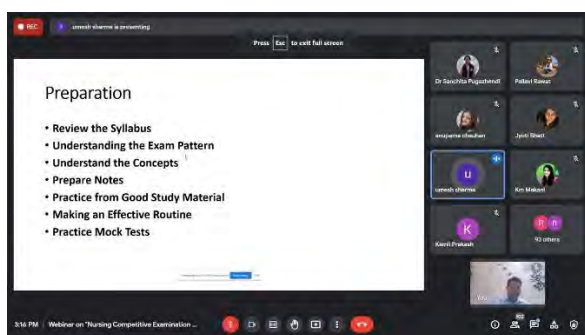 REC
u
umesh sharma is presenting
Press Esc to exit full screen
Preparation
• Review the Syllabus
• Understanding the Exam Pattern
• Understand the Concepts
• Prepare Notes
• Practice from Good Study Material
• Making an Effective Routine
• Practice Mock Tests
Dr Sanchita Pugazhendi
Pallavi Rawat
anupama chauhan
Jyoti Bhatt
u
umesh sharma
Km Makani
K
Kamit Prakash
R n
93 others
You
3:16 PM
Webinar on "Nursing Competitive Examination ...